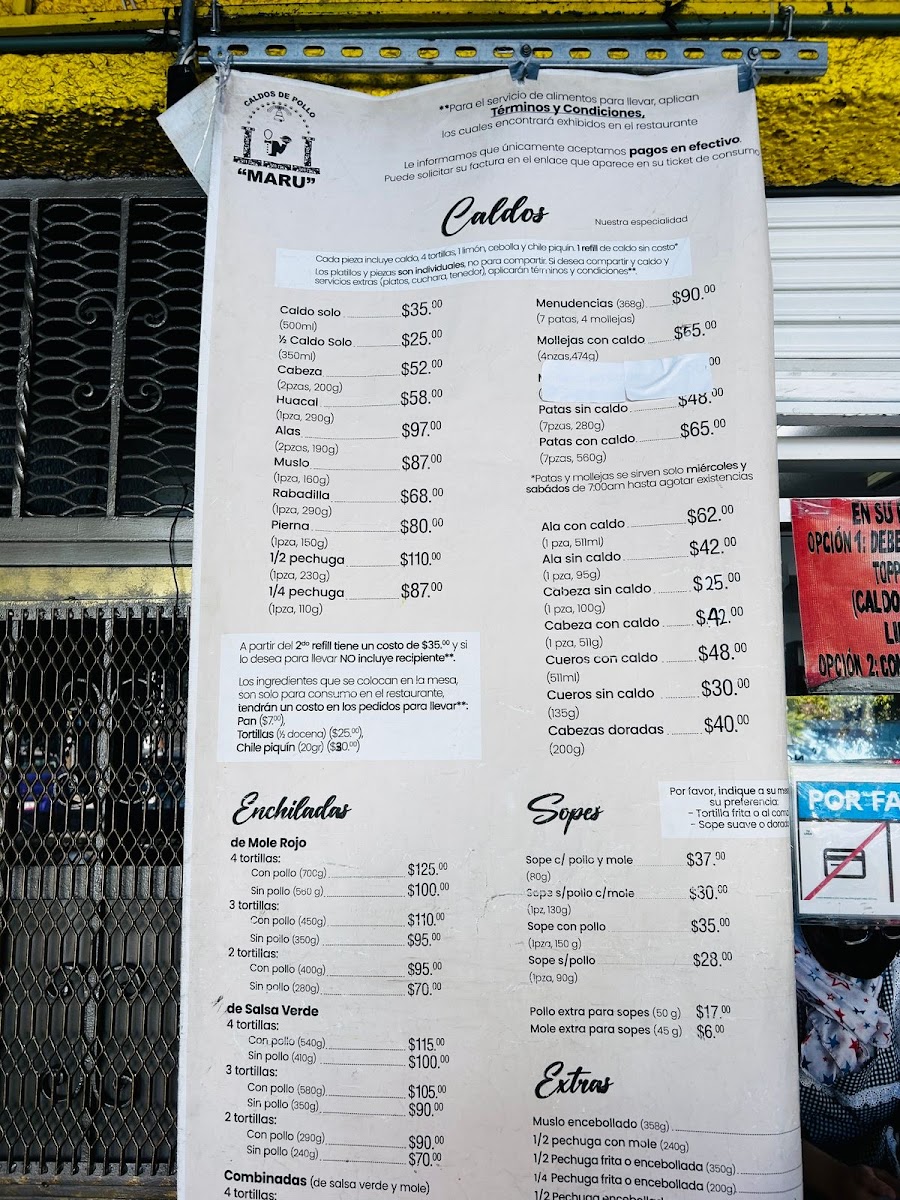 CALDOS DE POLLO
"MARU"
**Para el servicio de alimentos para llevar, aplican
Términos y Condiciones,
los cuales encontrará exhibidos en el restaurante
Le informamos que únicamente aceptamos pagos en efectivo.
Puede solicitar su factura en el enlace que aparece en su ticket de consumo
Caldos
Nuestra especialidad
Cada pieza incluye caldo, 4 tortillas, 1 limón, cebolla y chile piquín. 1 refill de caldo sin costo*
Los platillos y piezas son individuales, no para compartir. Si desea compartir y caldo y
servicios extras (platos, cuchara, tenedor), aplicarán términos y condiciones**.
Caldo solo $35.00
(500ml)
½ Caldo Solo $25.00
(350ml)
Cabeza $52.00
(2pzas, 200g)
Huacal $58.00
(1pza, 290g)
Alas $97.00
(2pzas, 190g)
Muslo $87.00
(1pza, 160g)
Rabadilla $68.00
(1pza, 290g)
Pierna $80.00
(1pza, 150g)
1/2 pechuga $110.00
(1pza, 230g)
1/4 pechuga $87.00
(1pza, 110g)
Menudencias (368g) $90.00
(7 patas, 4 mollejas)
Mollejas con caldo $65.00
(4pzas,474g)
00
Patas sin caldo $48.00
(7pzas, 280g)
Patas con caldo $65.00
(7pzas, 560g)
*Patas y mollejas se sirven solo miércoles y
sabádos de 7:00am hasta agotar existencias
Ala con caldo $62.00
(1 pza, 511ml)
Ala sin caldo $42.00
(1 pza, 95g)
Cabeza sin caldo $25.00
(1 pza, 100g)
Cabeza con caldo $42.00
(1 pza, 511g)
Cueros con caldo $48.00
(511ml)
Cueros sin caldo $30.00
(135g)
Cabezas doradas $40.00
(200g)
A partir del 2do refill tiene un costo de $35.00 y si
lo desea para llevar NO incluye recipiente**.
Los ingredientes que se colocan en la mesa,
son solo para consumo en el restaurante,
tendrán un costo en los pedidos para llevar**:
Pan ($7.00),
Tortillas (½ docena) ($25.00),
Chile piquín (20gr) ($30.00)
Enchiladas
de Mole Rojo
4 tortillas:
Con pollo (700g) $125.00
Sin pollo (560 g) $100.00
3 tortillas:
Con pollo (450g) $110.00
Sin pollo (350g) $95.00
2 tortillas:
Con pollo (400g) $95.00
Sin pollo (280g) $70.00
de Salsa Verde
4 tortillas:
Con pollo (540g) $115.00
Sin pollo (410g) $100.00
3 tortillas:
Con pollo (580g) $105.00
Sin pollo (350g) $90.00
2 tortillas:
Con pollo (290g) $90.00
Sin pollo (240g) $70.00
Combinadas (de salsa verde y mole)
4 tortillas:
Sopes
Por favor, indique a su
su preferencia:
- Tortilla frita o al
- Sope suave o dorado
Sope c/ pollo y mole $37.00
(80g)
Sope s/pollo c/mole $30.00
(1pz, 130g)
Sope con pollo $35.00
(1pza, 150 g)
Sope s/pollo $28.00
(1pza, 90g)
Pollo extra para sopes (50 g) $17.00
Mole extra para sopes (45 g) $6.00
Extras
Muslo encebollado (358g)
1/2 pechuga con mole (240g)
1/2 Pechuga frita o encebollada (350g)
1/4 Pechuga frita o encebollada (200g)
1/2 Pechuga
EN SU
OPCIÓN 1: DEBE
TOPP
(CALDO
LI
OPCIÓN 2: CON
POR FA